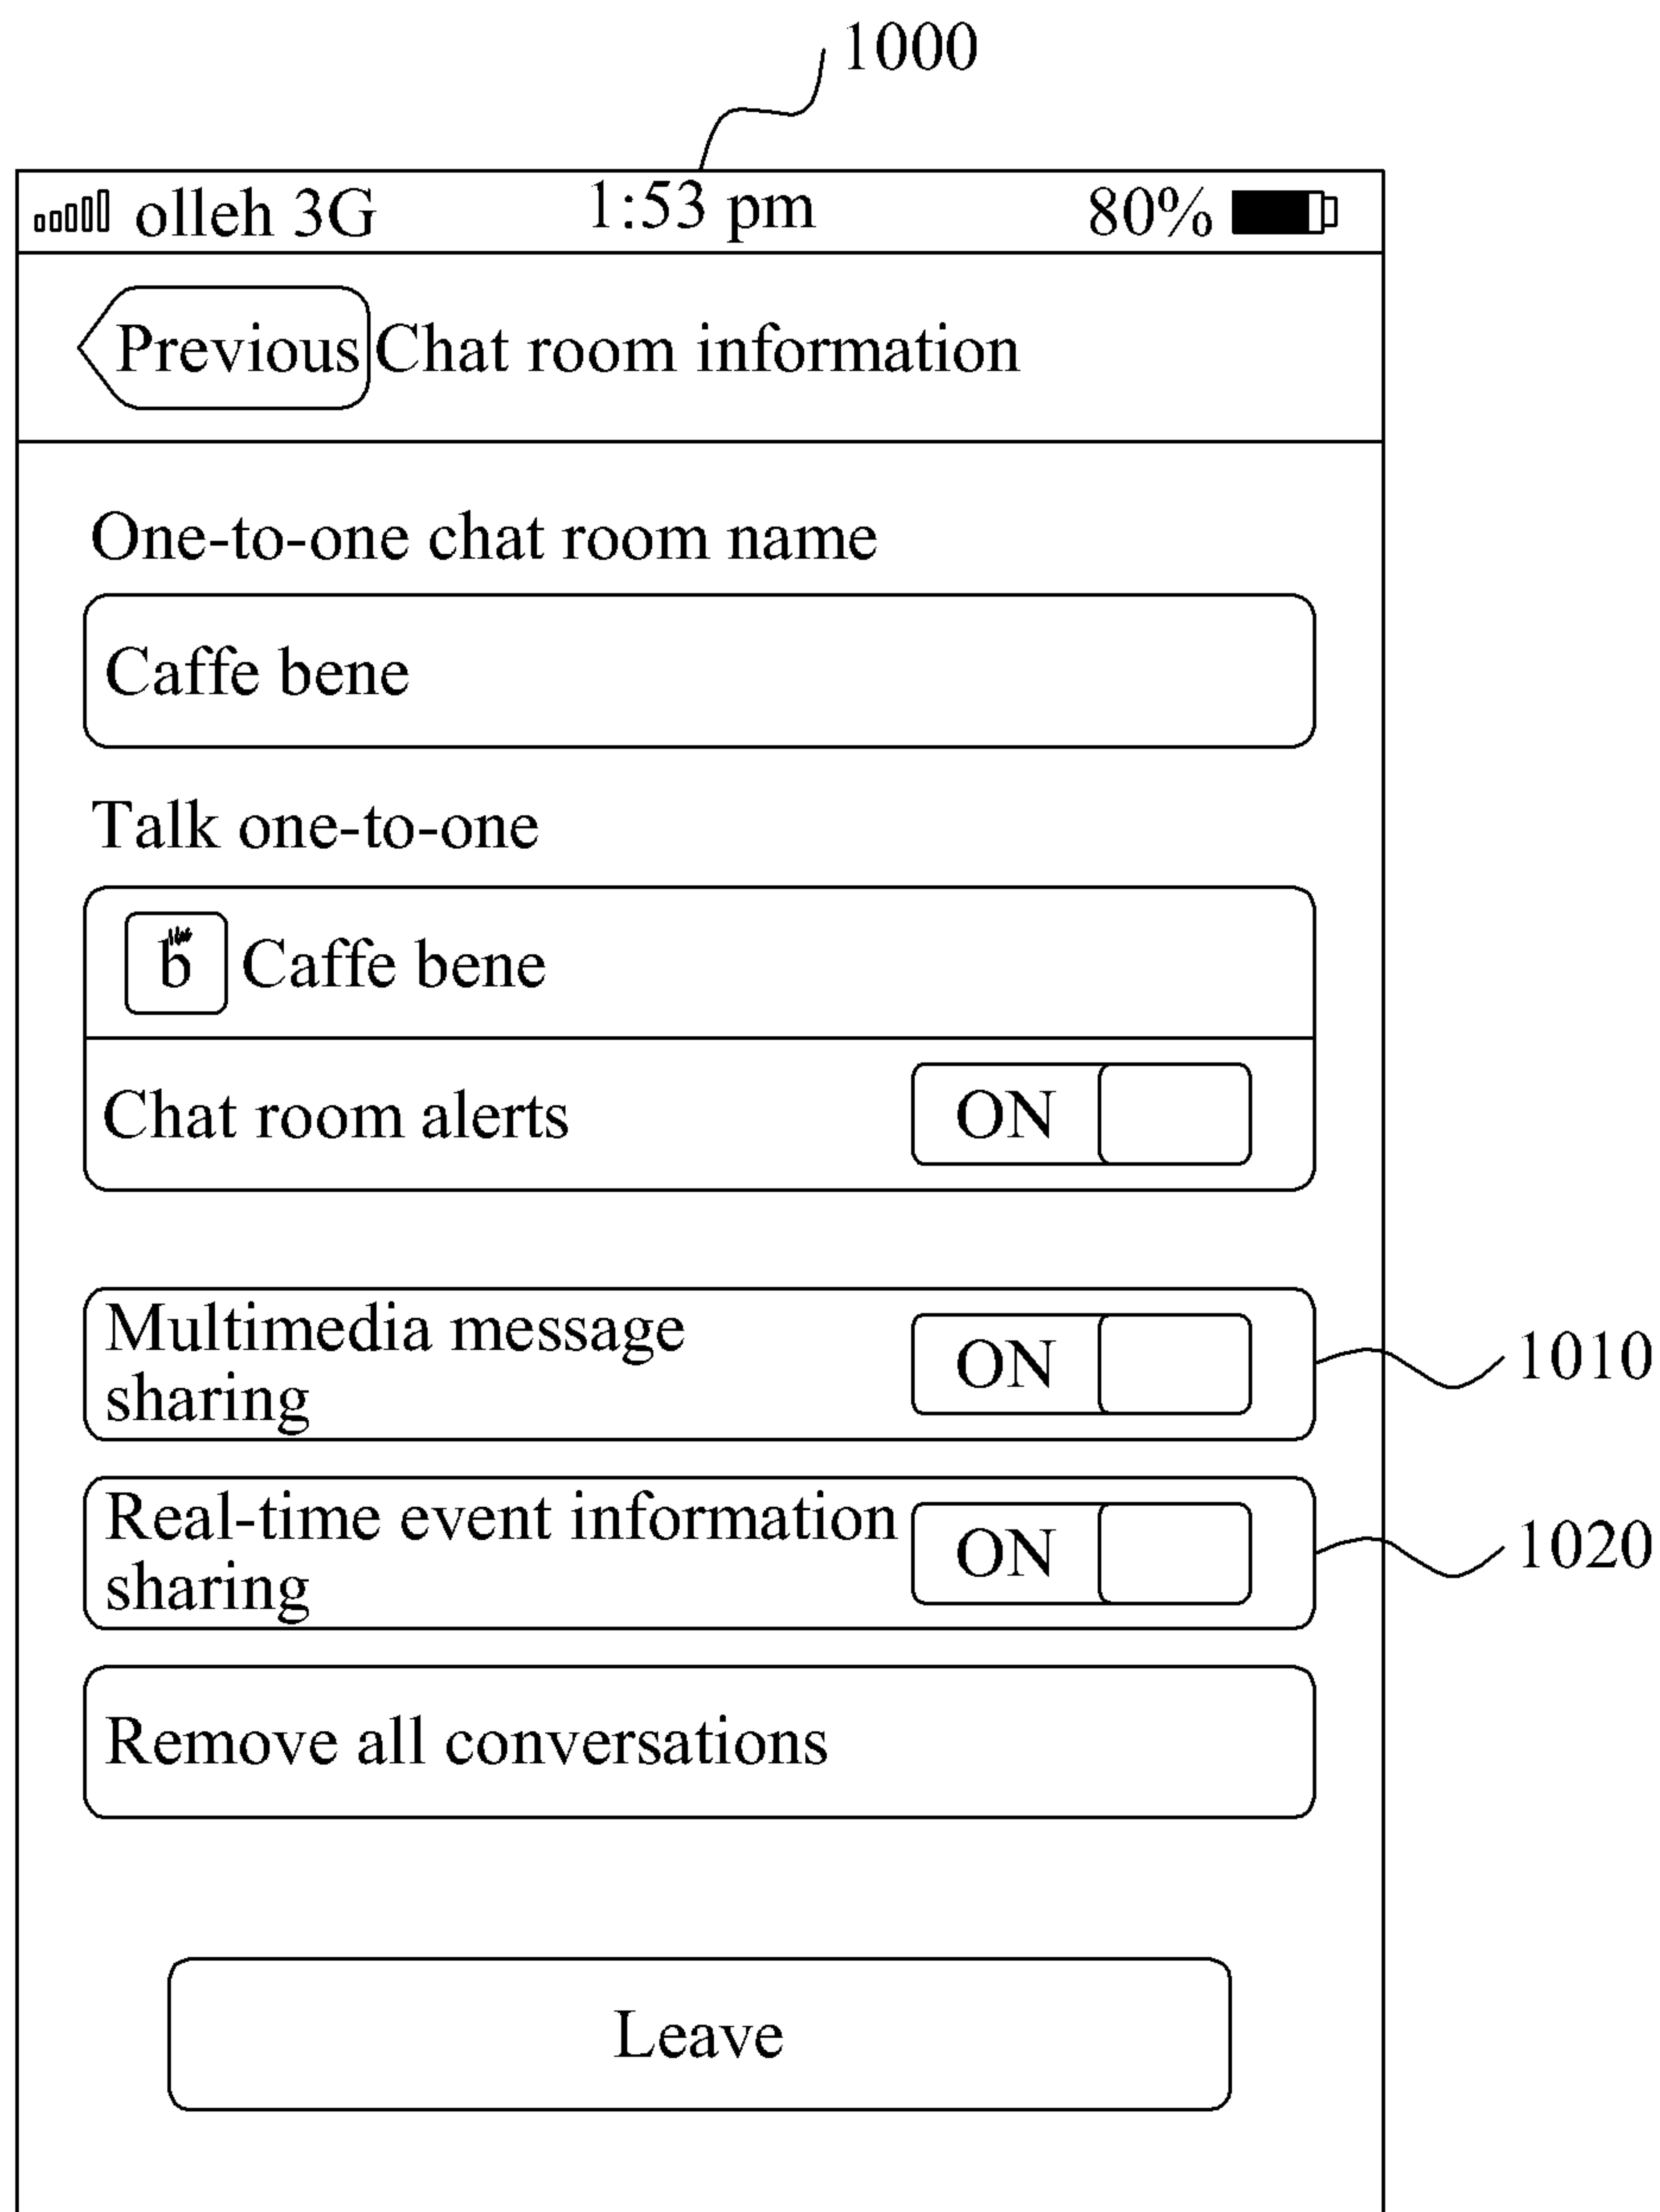 1000
olleh 3G 1:53 pm 80%
Previous Chat room information
One-to-one chat room name
Caffe bene
Talk one-to-one
b Caffe bene
Chat room alerts ON
Multimedia message
sharing
ON
1010
Real-time event information
sharing
ON
1020
Remove all conversations
Leave